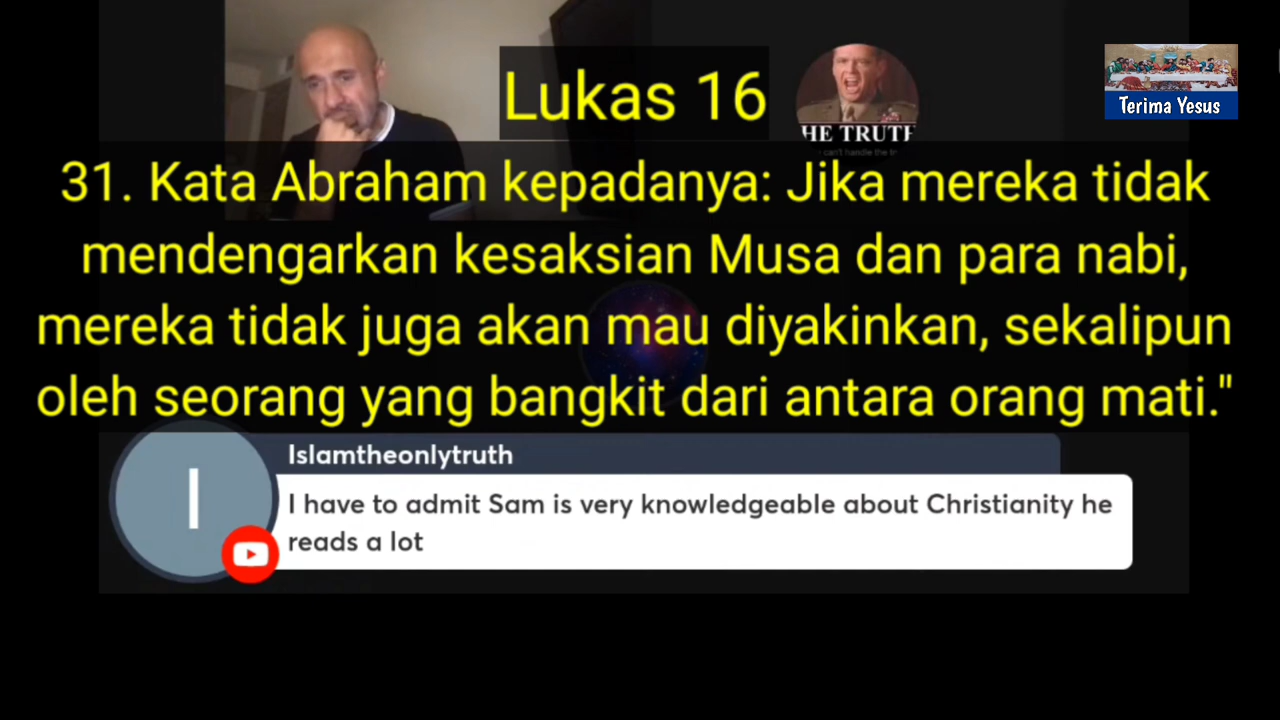 Lukas 16
HE TRUTH
Terima Yesus
31. Kata Abraham kepadanya: Jika mereka tidak
mendengarkan kesaksian Musa dan para nabi,
mereka tidak juga akan mau diyakinkan, sekalipun
oleh seorang yang bangkit dari antara orang mati."
I
Islamtheonlytruth
I have to admit Sam is very knowledgeable about Christianity he
reads a lot